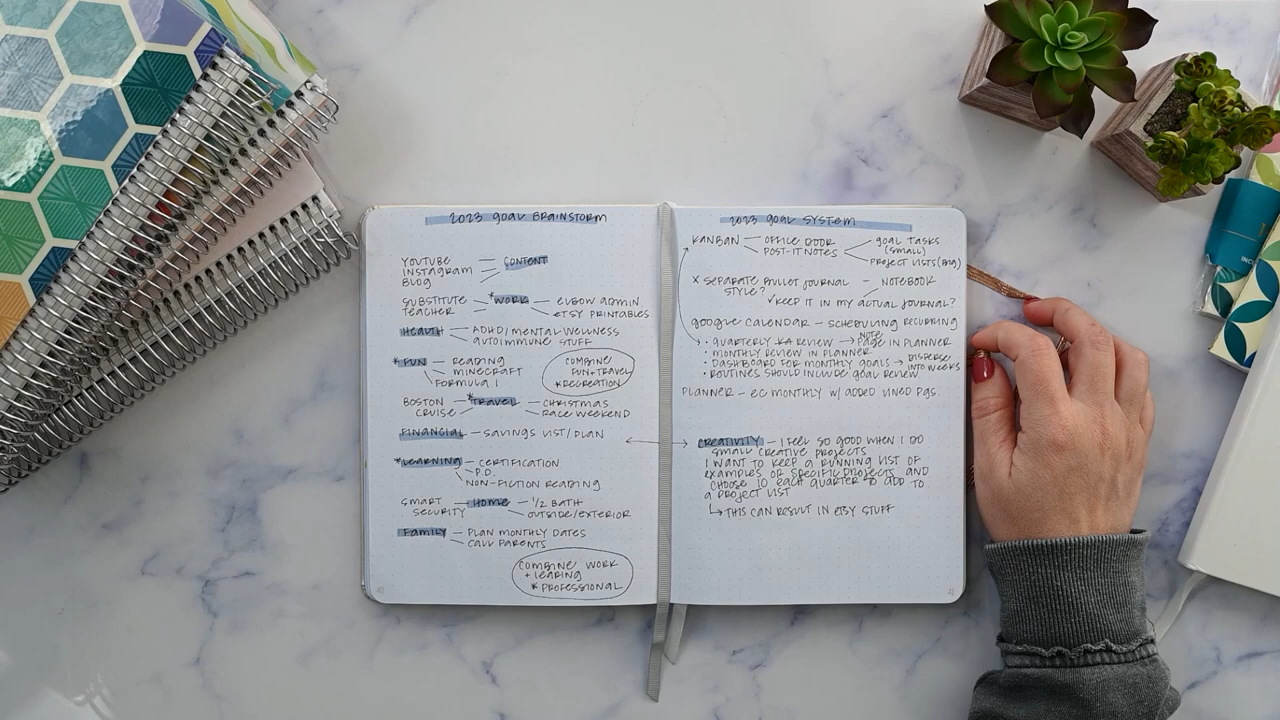 2023 GOAL BRAINSTORM
YOUTUBE
INSTAGRAM
BLOG
CONTENT
SUBSTITUTE
TEACHER
*WORK
ELBOW ADMIN
ETSY PRINTABLES
HEALTH
ADHD/MENTAL WELLNESS
AUTOIMMUNE STUFF
*FUN
READING
MINECRAFT
FORMULA 1
COMBINE
FUN + TRAVEL
*RECREATION
BOSTON
CRUISE
*TRAVEL
CHRISTMAS
RACE WEEKEND
FINANCIAL
SAVINGS LIST/PLAN
*LEARNING
CERTIFICATION
P.D.
NON-FICTION READING
SMART
SECURITY
HOME
1/2 BATH
OUTSIDE/EXTERIOR
FAMILY
PLAN MONTHLY DATES
CALL PARENTS
COMBINE WORK
+ LEARING
*PROFESSIONAL
2023 GOAL SYSTEM
KANBAN
OFFICE DOOR
POST-IT NOTES
GOAL TASKS
(SMALL)
PROJECT LISTS (BIG)
X SEPARATE BULLET JOURNAL
STYLE?
NOTEBOOK
✓KEEP IT IN MY ACTUAL JOURNAL?
GOOGLE CALENDAR — SCHEDULING RECURRING
• QUARTERLY REVIEW → NOTE PAGE IN PLANNER
• MONTHLY REVIEW IN PLANNER
• DASHBOARD FOR MONTHLY GOALS → DISPERSE INTO WEEKS
• ROUTINES SHOULD INCLUDE GOAL REVIEW
PLANNER — EC MONTHLY W/ ADDED LINED PGS.
CREATIVITY — I FEEL SO GOOD WHEN I DO
SMALL CREATIVE PROJECTS
I WANT TO KEEP A RUNNING LIST OF
EXAMPLES OR SPECIFIC PROJECTS AND
CHOOSE 10 EACH QUARTER TO ADD TO
A PROJECT LIST
↳ THIS CAN RESULT IN ETSY STUFF